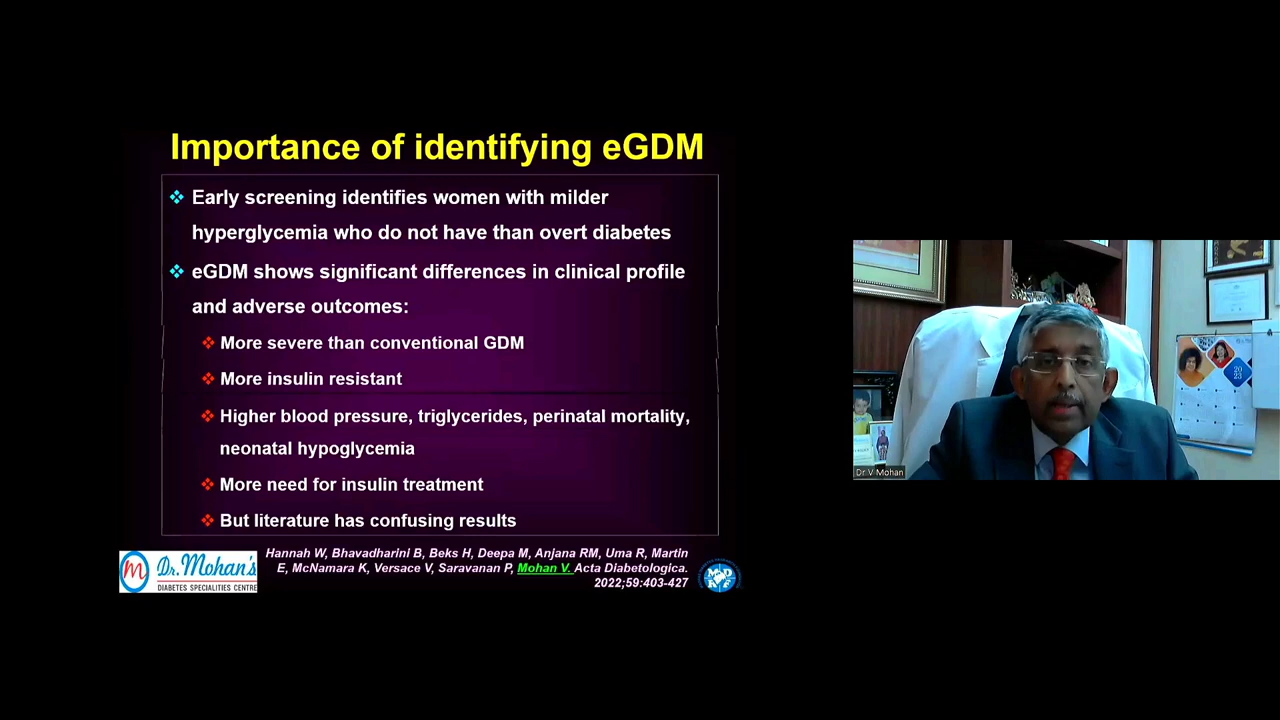 Importance of identifying eGDM
Early screening identifies women with milder
hyperglycemia who do not have than overt diabetes
eGDM shows significant differences in clinical profile
and adverse outcomes:
More severe than conventional GDM
More insulin resistant
Higher blood pressure, triglycerides, perinatal mortality,
neonatal hypoglycemia
More need for insulin treatment
But literature has confusing results
Hannah W, Bhavadharini B, Beks H, Deepa M, Anjana RM, Uma R, Martin
E, McNamara K, Versace V, Saravanan P, Mohan V. Acta Diabetologica.
2022;59:403-427
m Dr.Mohan's
DIABETES SPECIALITIES CENTRE
Dr V Mohan
20
23